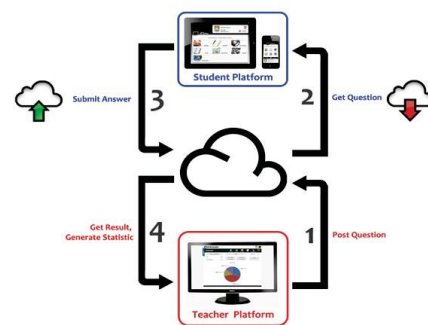 Student Platform
Submit Answer
3
2
Get Question
Get Result,
Generate Statistic
4
1
Post Question
Teacher Platform